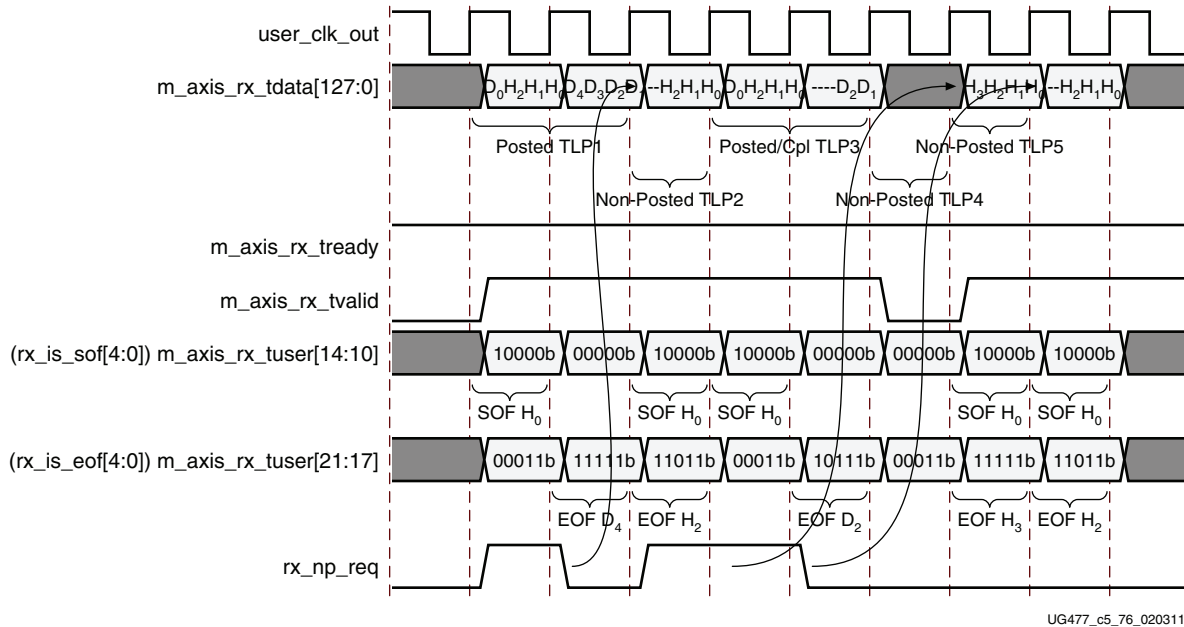 user_clk_out
m_axis_rx_tdata[127:0] D₀H₂H₁H₀ D₄D₃D₂D₁ --H₂H₁H₀ D₀H₂H₁H₀ ----D₂D₁ H₃H₂H₁H₀ --H₂H₁H₀
Posted TLP1 Posted/Cpl TLP3 Non-Posted TLP5
Non-Posted TLP2 Non-Posted TLP4
m_axis_rx_tready
m_axis_rx_tvalid
(rx_is_sof[4:0]) m_axis_rx_tuser[14:10] 10000b 00000b 10000b 10000b 00000b 00000b 10000b 10000b
SOF H₀ SOF H₀ SOF H₀ SOF H₀ SOF H₀
(rx_is_eof[4:0]) m_axis_rx_tuser[21:17] 00011b 11111b 11011b 00011b 10111b 00011b 11111b 11011b
EOF D₄ EOF H₂ EOF D₂ EOF H₃ EOF H₂
rx_np_req
UG477_c5_76_020311